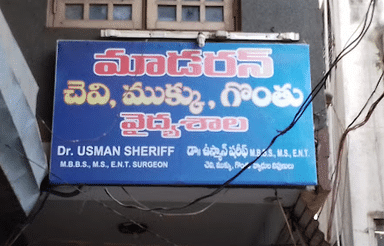 మాడరన్
చెవి, ముక్కు, గొంతు
వైద్యశాల
Dr. USMAN SHERIFF
M.B.B.S., M.S., E.N.T. SURGEON
డా॥ ఉస్మాన్ షరీఫ్ M.B.B.S., M.S., E.N.T.
చెవి, ముక్కు, గొంతు వ్యాధుల నిపుణులు